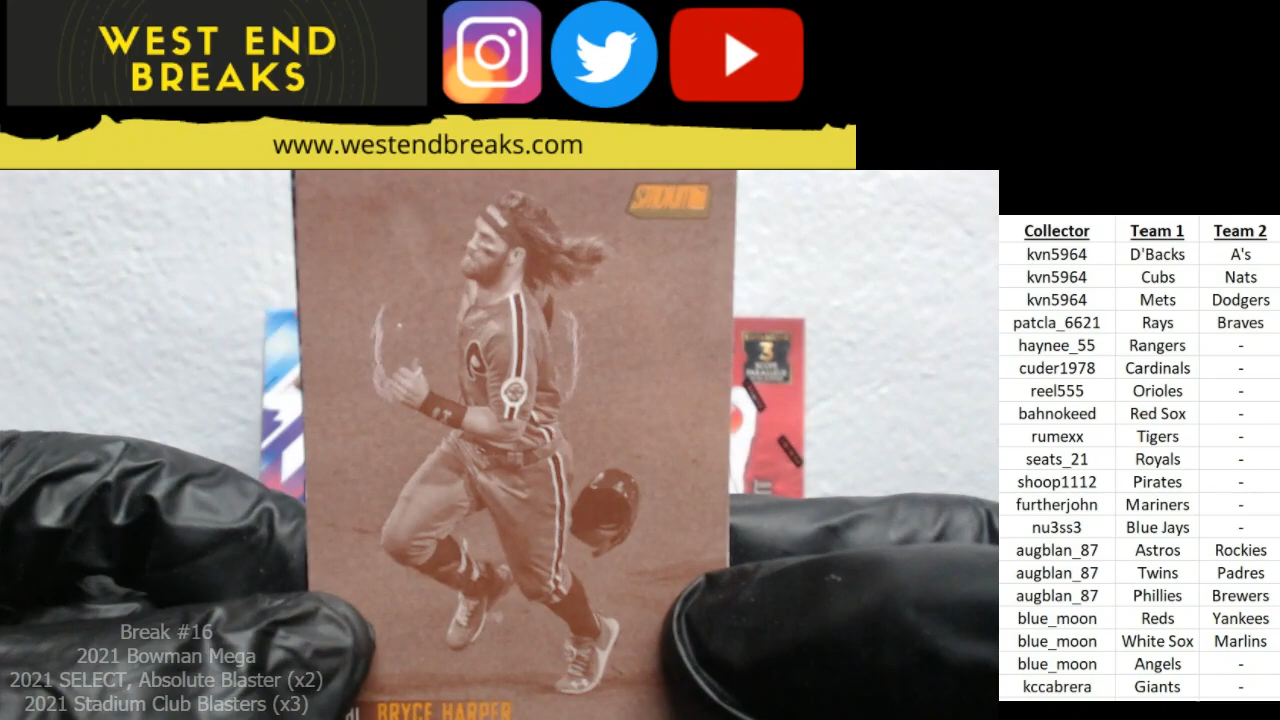 WEST END
BREAKS
www.westendbreaks.com
STADIUM
3
BRYCE HARPER
Break #16
2021 Bowman Mega
2021 SELECT, Absolute Blaster (x2)
2021 Stadium Club Blasters (x3)
Collector Team 1 Team 2
kvn5964 D'Backs A's
kvn5964 Cubs Nats
kvn5964 Mets Dodgers
patcla_6621 Rays Braves
haynee_55 Rangers -
cuder1978 Cardinals -
reel555 Orioles -
bahnokeed Red Sox -
rumexx Tigers -
seats_21 Royals -
shoop1112 Pirates -
furtherjohn Mariners -
nu3ss3 Blue Jays -
augblan_87 Astros Rockies
augblan_87 Twins Padres
augblan_87 Phillies Brewers
blue_moon Reds Yankees
blue_moon White Sox Marlins
blue_moon Angels -
kccabrera Giants -